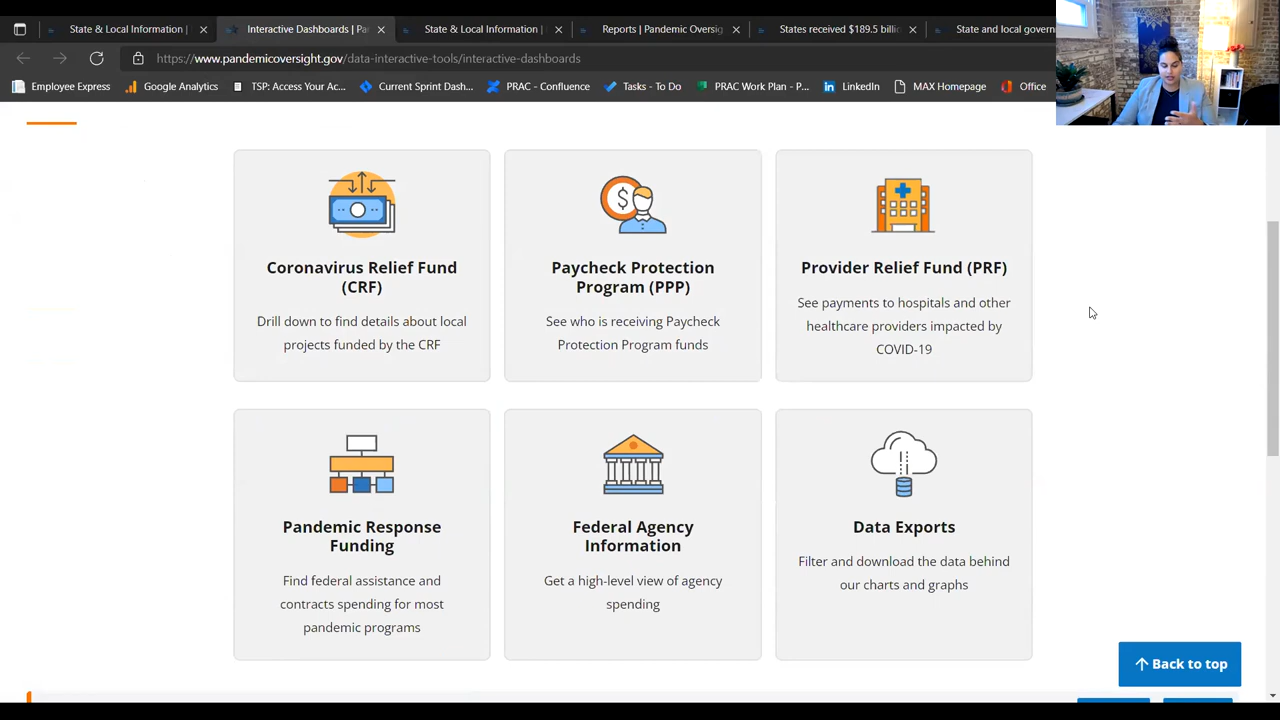 State & Local Information |
Interactive Dashboards | Pa
State & Local Information |
Reports | Pandemic Oversig
States received $189.5 billi
State and local govern
https://www.pandemicoversight.gov/data-interactive-tools/interactive-dashboards
Employee Express
Google Analytics
TSP: Access Your Ac...
Current Sprint Dash...
PRAC - Confluence
Tasks - To Do
PRAC Work Plan - P...
LinkedIn
MAX Homepage
Office
Coronavirus Relief Fund
(CRF)
Drill down to find details about local
projects funded by the CRF
Paycheck Protection
Program (PPP)
See who is receiving Paycheck
Protection Program funds
Provider Relief Fund (PRF)
See payments to hospitals and other
healthcare providers impacted by
COVID-19
Pandemic Response
Funding
Find federal assistance and
contracts spending for most
pandemic programs
Federal Agency
Information
Get a high-level view of agency
spending
Data Exports
Filter and download the data behind
our charts and graphs
Back to top